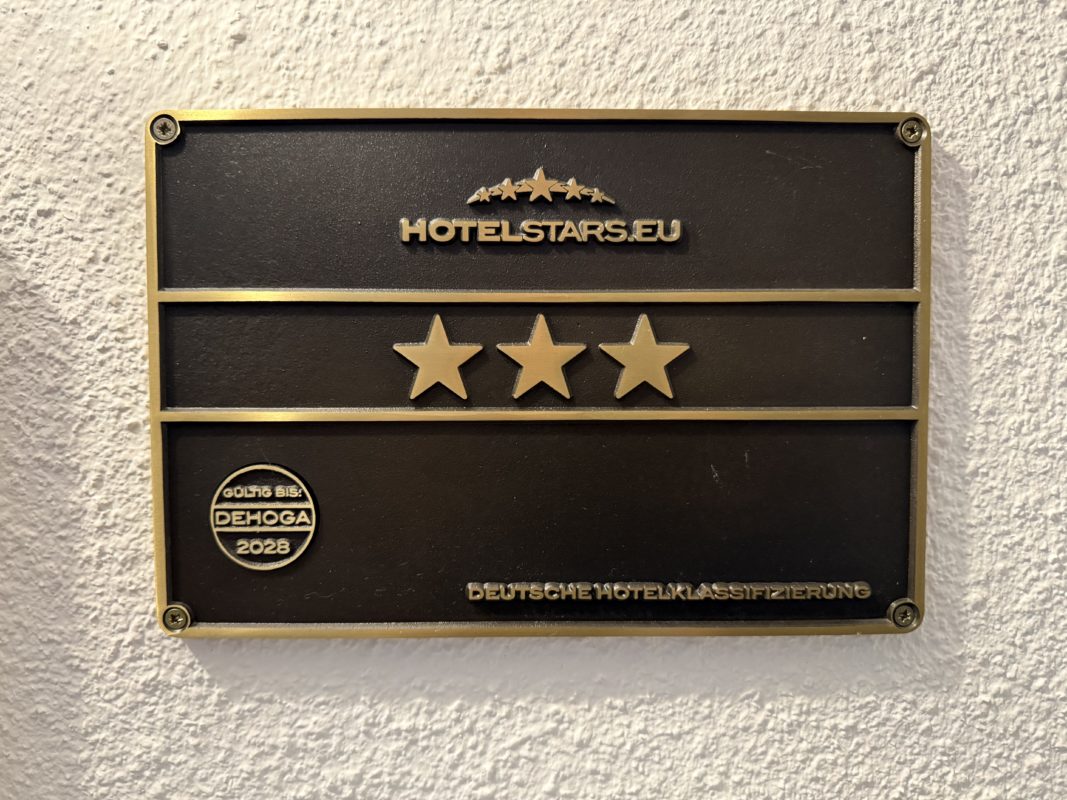 HOTELSTARS.EU
GÜLTIG BIS:
DEHOGA
2028
DEUTSCHE HOTELKLASSIFIZIERUNG